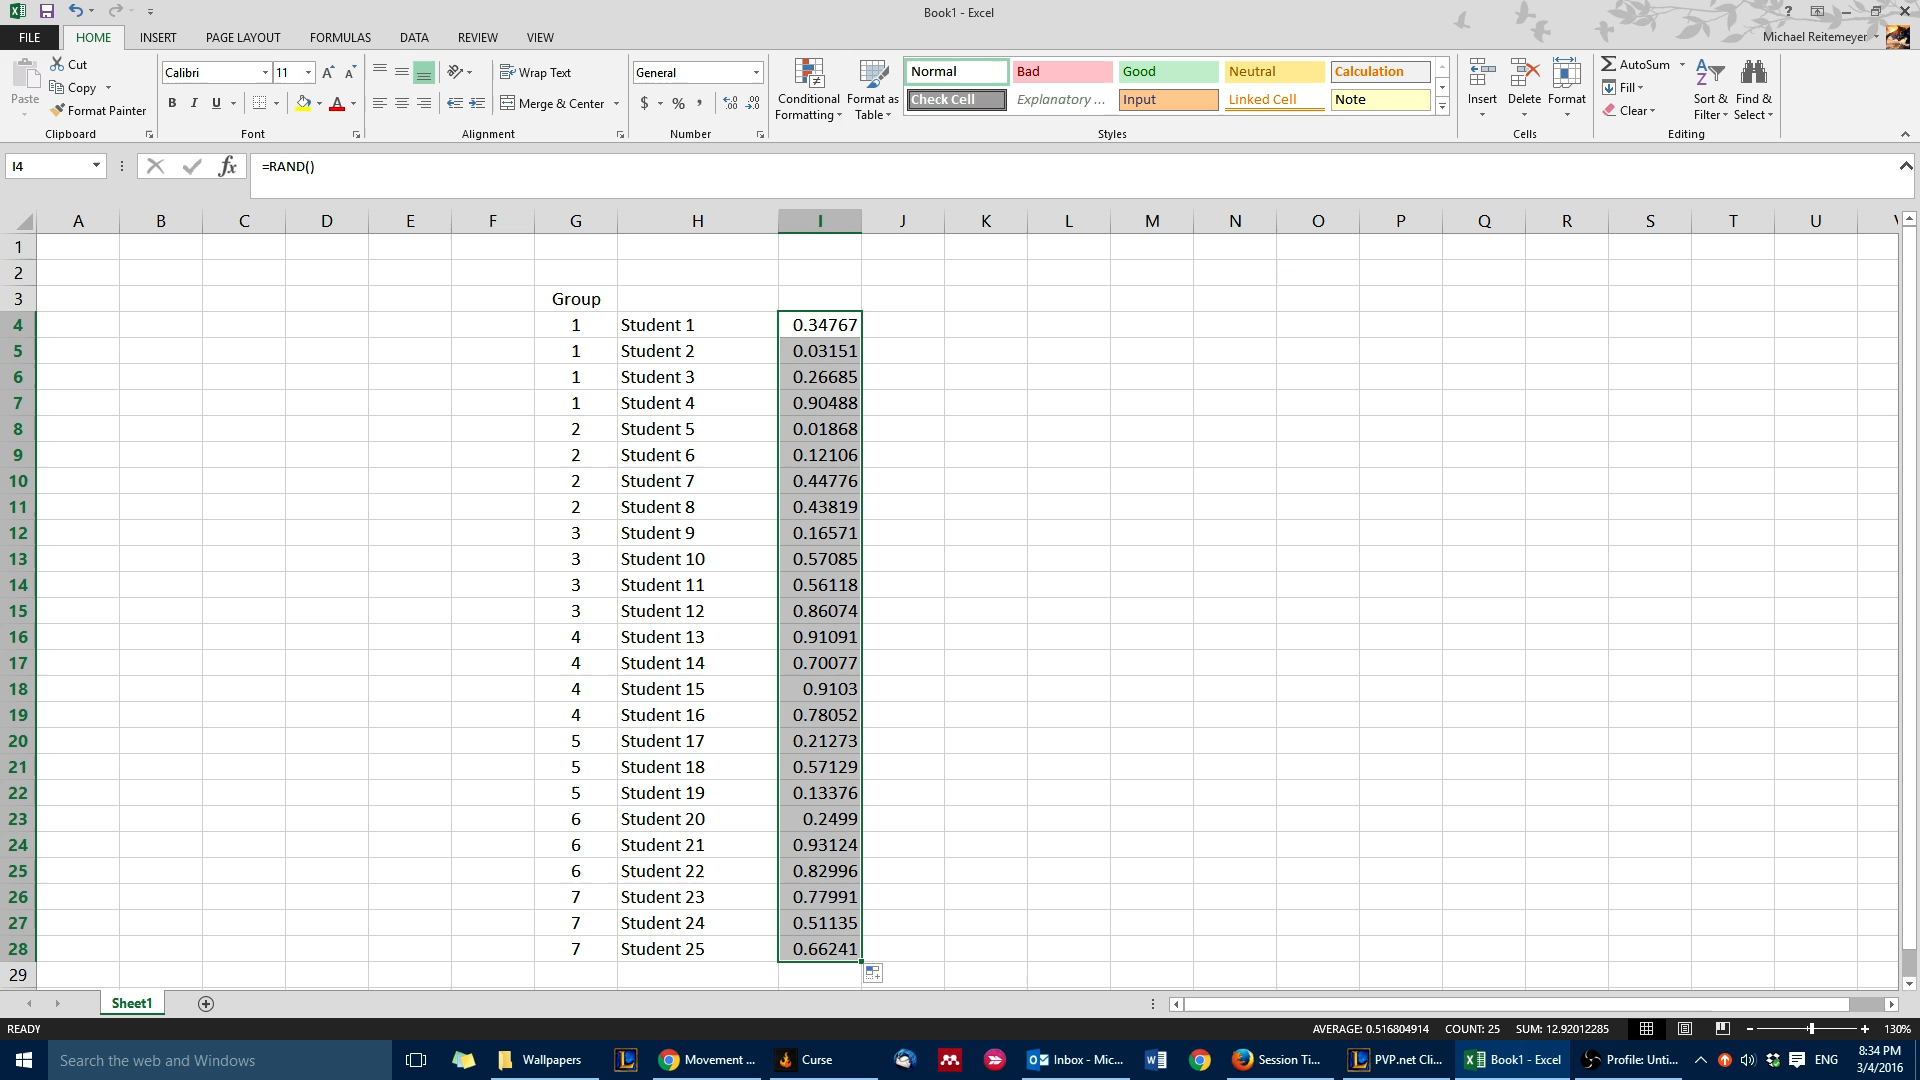 Book1 - Excel
?
FILE HOME INSERT PAGE LAYOUT FORMULAS DATA REVIEW VIEW Michael Reitemeyer
Paste Cut
Copy
Format Painter
Clipboard
Calibri 11 A A
B I U A
Font
Wrap Text
Merge & Center
Alignment
General
$ % ,
Number
Conditional Formatting
Format as Table
Normal Bad Good Neutral Calculation
Check Cell Explanatory ... Input Linked Cell Note
Styles
Insert Delete Format
Cells
AutoSum
Fill
Clear
Sort & Filter
Find & Select
Editing
I4 fx =RAND()
A B C D E F G H I J K L M N O P Q R S T U
1
2
3 Group
4 1 Student 1 0.34767
5 1 Student 2 0.03151
6 1 Student 3 0.26685
7 1 Student 4 0.90488
8 2 Student 5 0.01868
9 2 Student 6 0.12106
10 2 Student 7 0.44776
11 2 Student 8 0.43819
12 3 Student 9 0.16571
13 3 Student 10 0.57085
14 3 Student 11 0.56118
15 3 Student 12 0.86074
16 4 Student 13 0.91091
17 4 Student 14 0.70077
18 4 Student 15 0.9103
19 4 Student 16 0.78052
20 5 Student 17 0.21273
21 5 Student 18 0.57129
22 5 Student 19 0.13376
23 6 Student 20 0.2499
24 6 Student 21 0.93124
25 6 Student 22 0.82996
26 7 Student 23 0.77991
27 7 Student 24 0.51135
28 7 Student 25 0.66241
29
Sheet1
READY AVERAGE: 0.516804914 COUNT: 25 SUM: 12.92012285 130%
Search the web and Windows Wallpapers Movement ... Curse Inbox - Mic... Session Ti... PVP.net Cli... Book1 - Excel Profile: Unti... ENG 8:34 PM
3/4/2016